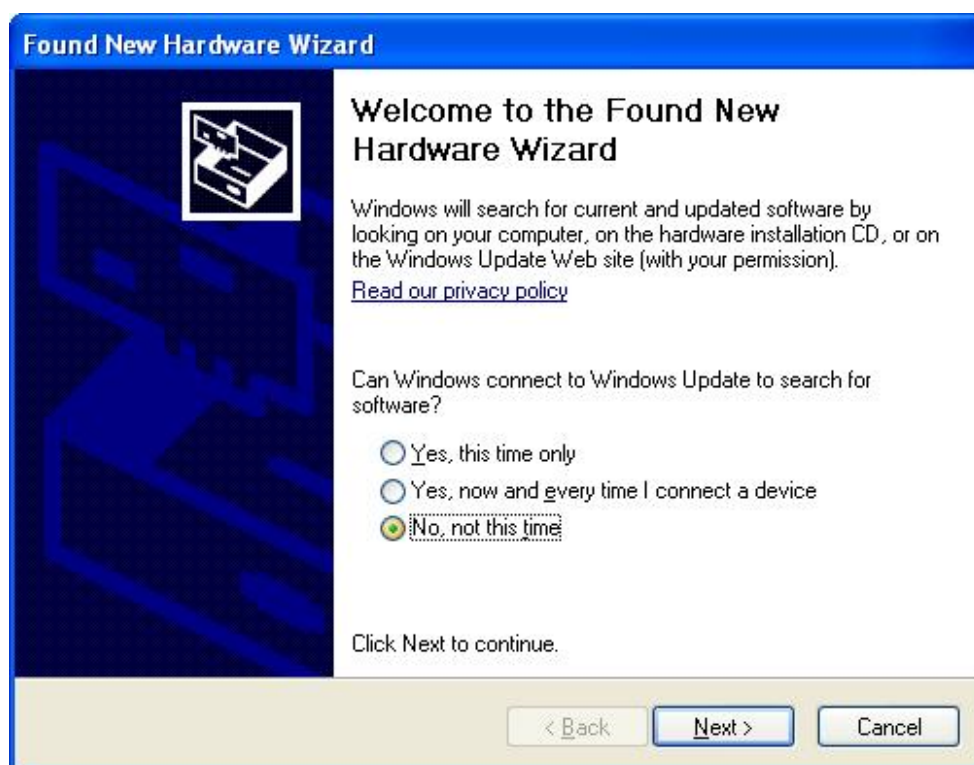 Found New Hardware Wizard
Welcome to the Found New
Hardware Wizard
Windows will search for current and updated software by
looking on your computer, on the hardware installation CD, or on
the Windows Update Web site (with your permission).
Read our privacy policy
Can Windows connect to Windows Update to search for
software?
Yes, this time only
Yes, now and every time I connect a device
No, not this time
Click Next to continue.
< Back
Next >
Cancel